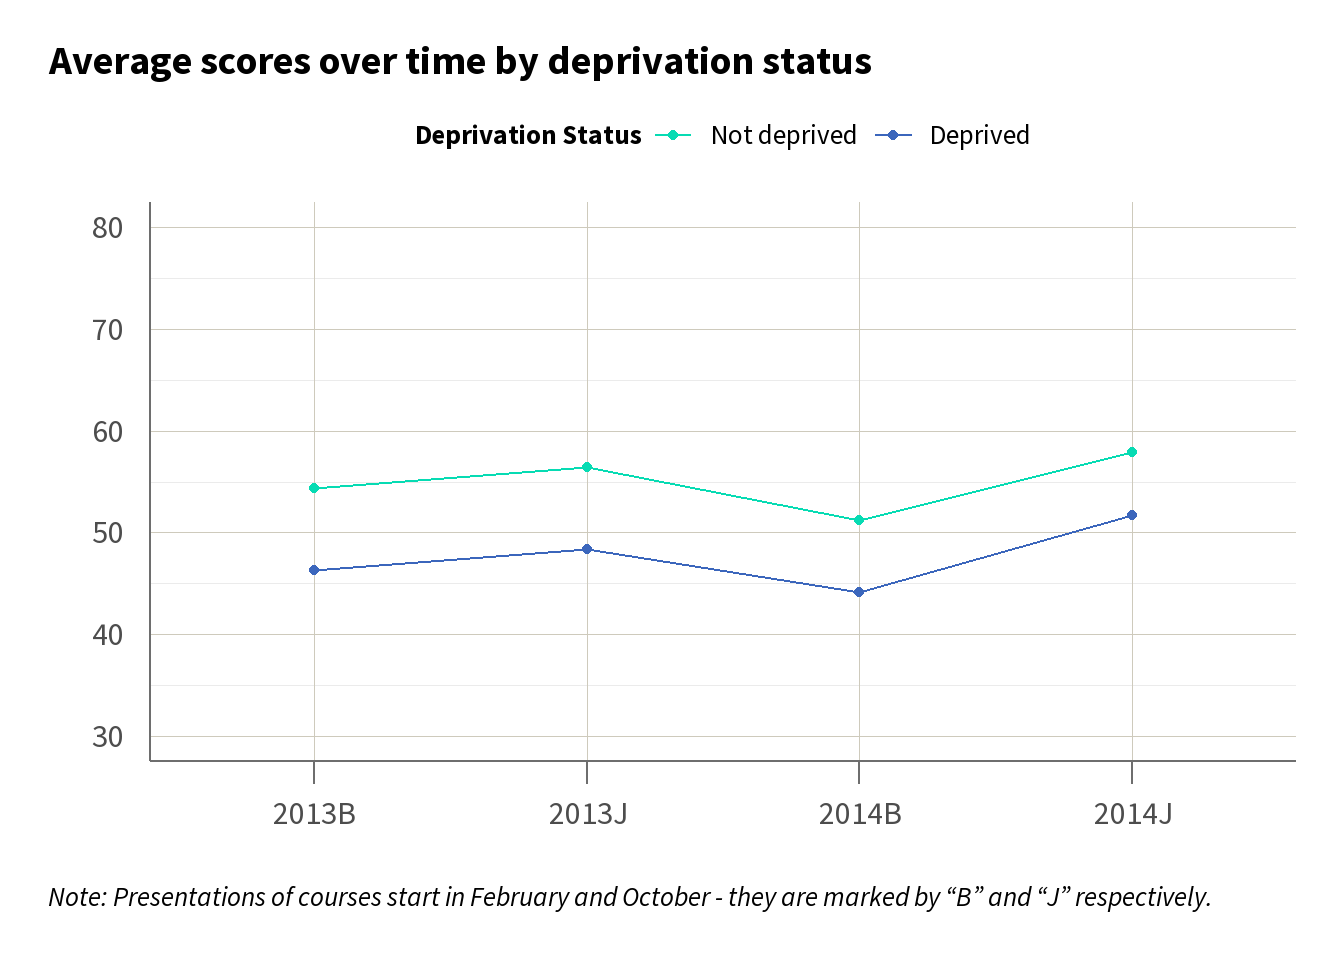 Average scores over time by deprivation status
Deprivation Status Not deprived Deprived
80
70
60
50
40
30
2013B 2013J 2014B 2014J
Note: Presentations of courses start in February and October - they are marked by “B” and “J” respectively.